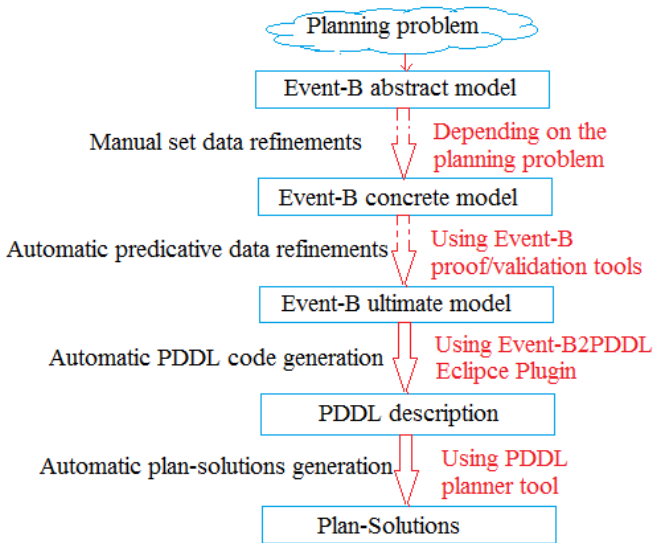 Planning problem
Event-B abstract model
Manual set data refinements
Depending on the
planning problem
Event-B concrete model
Automatic predicative data refinements
Using Event-B
proof/validation tools
Event-B ultimate model
Automatic PDDL code generation
Using Event-B2PDDL
Eclipce Plugin
PDDL description
Automatic plan-solutions generation
Using PDDL
planner tool
Plan-Solutions